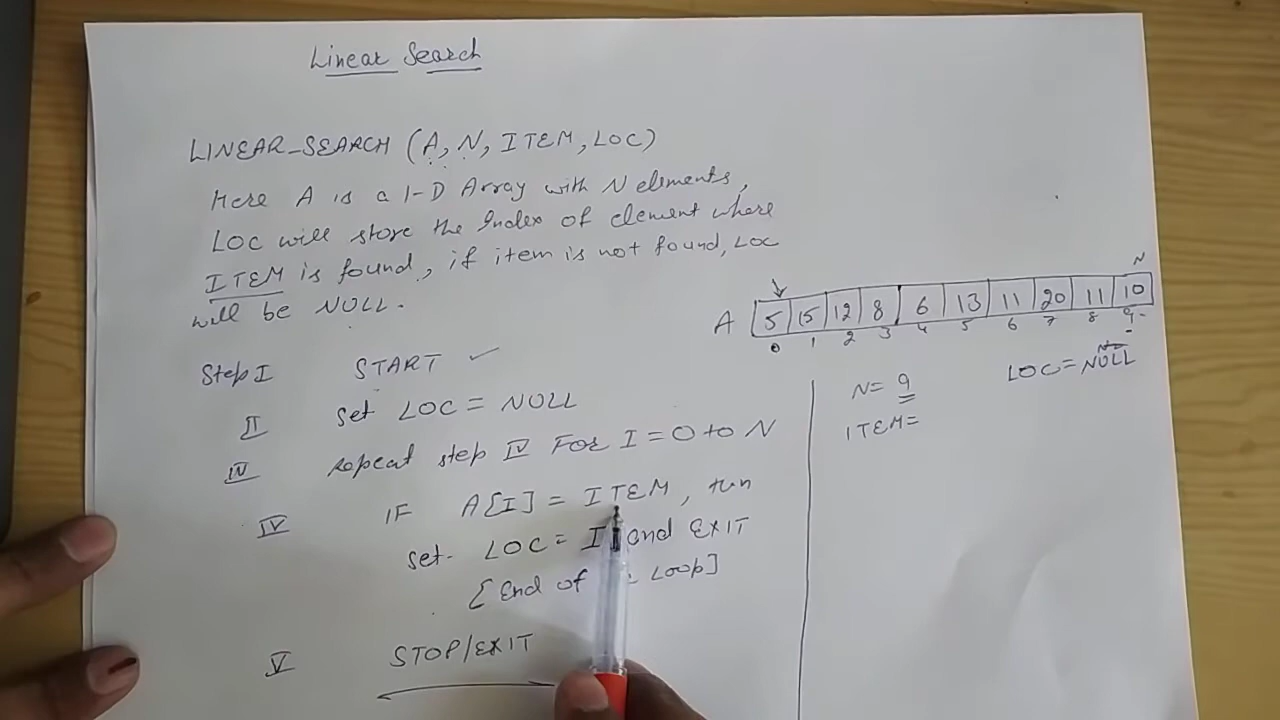 Linear Search
LINEAR_SEARCH (A, N, ITEM, LOC)
Here A is a 1-D Array with N elements,
LOC will store the Index of element where
ITEM is found, if item is not found, LOC
will be NULL.
Step I START ✓
II Set LOC = NULL
Repeat step IV For I = 0 to N
IV IF A[I] = ITEM, then
Set LOC = I and EXIT
[End of Loop]
V STOP/EXIT
N
A 5 15 12 8 6 13 11 20 11 10
0 1 2 3 4 5 6 7 8 9
N = 9
LOC = NULL
ITEM =